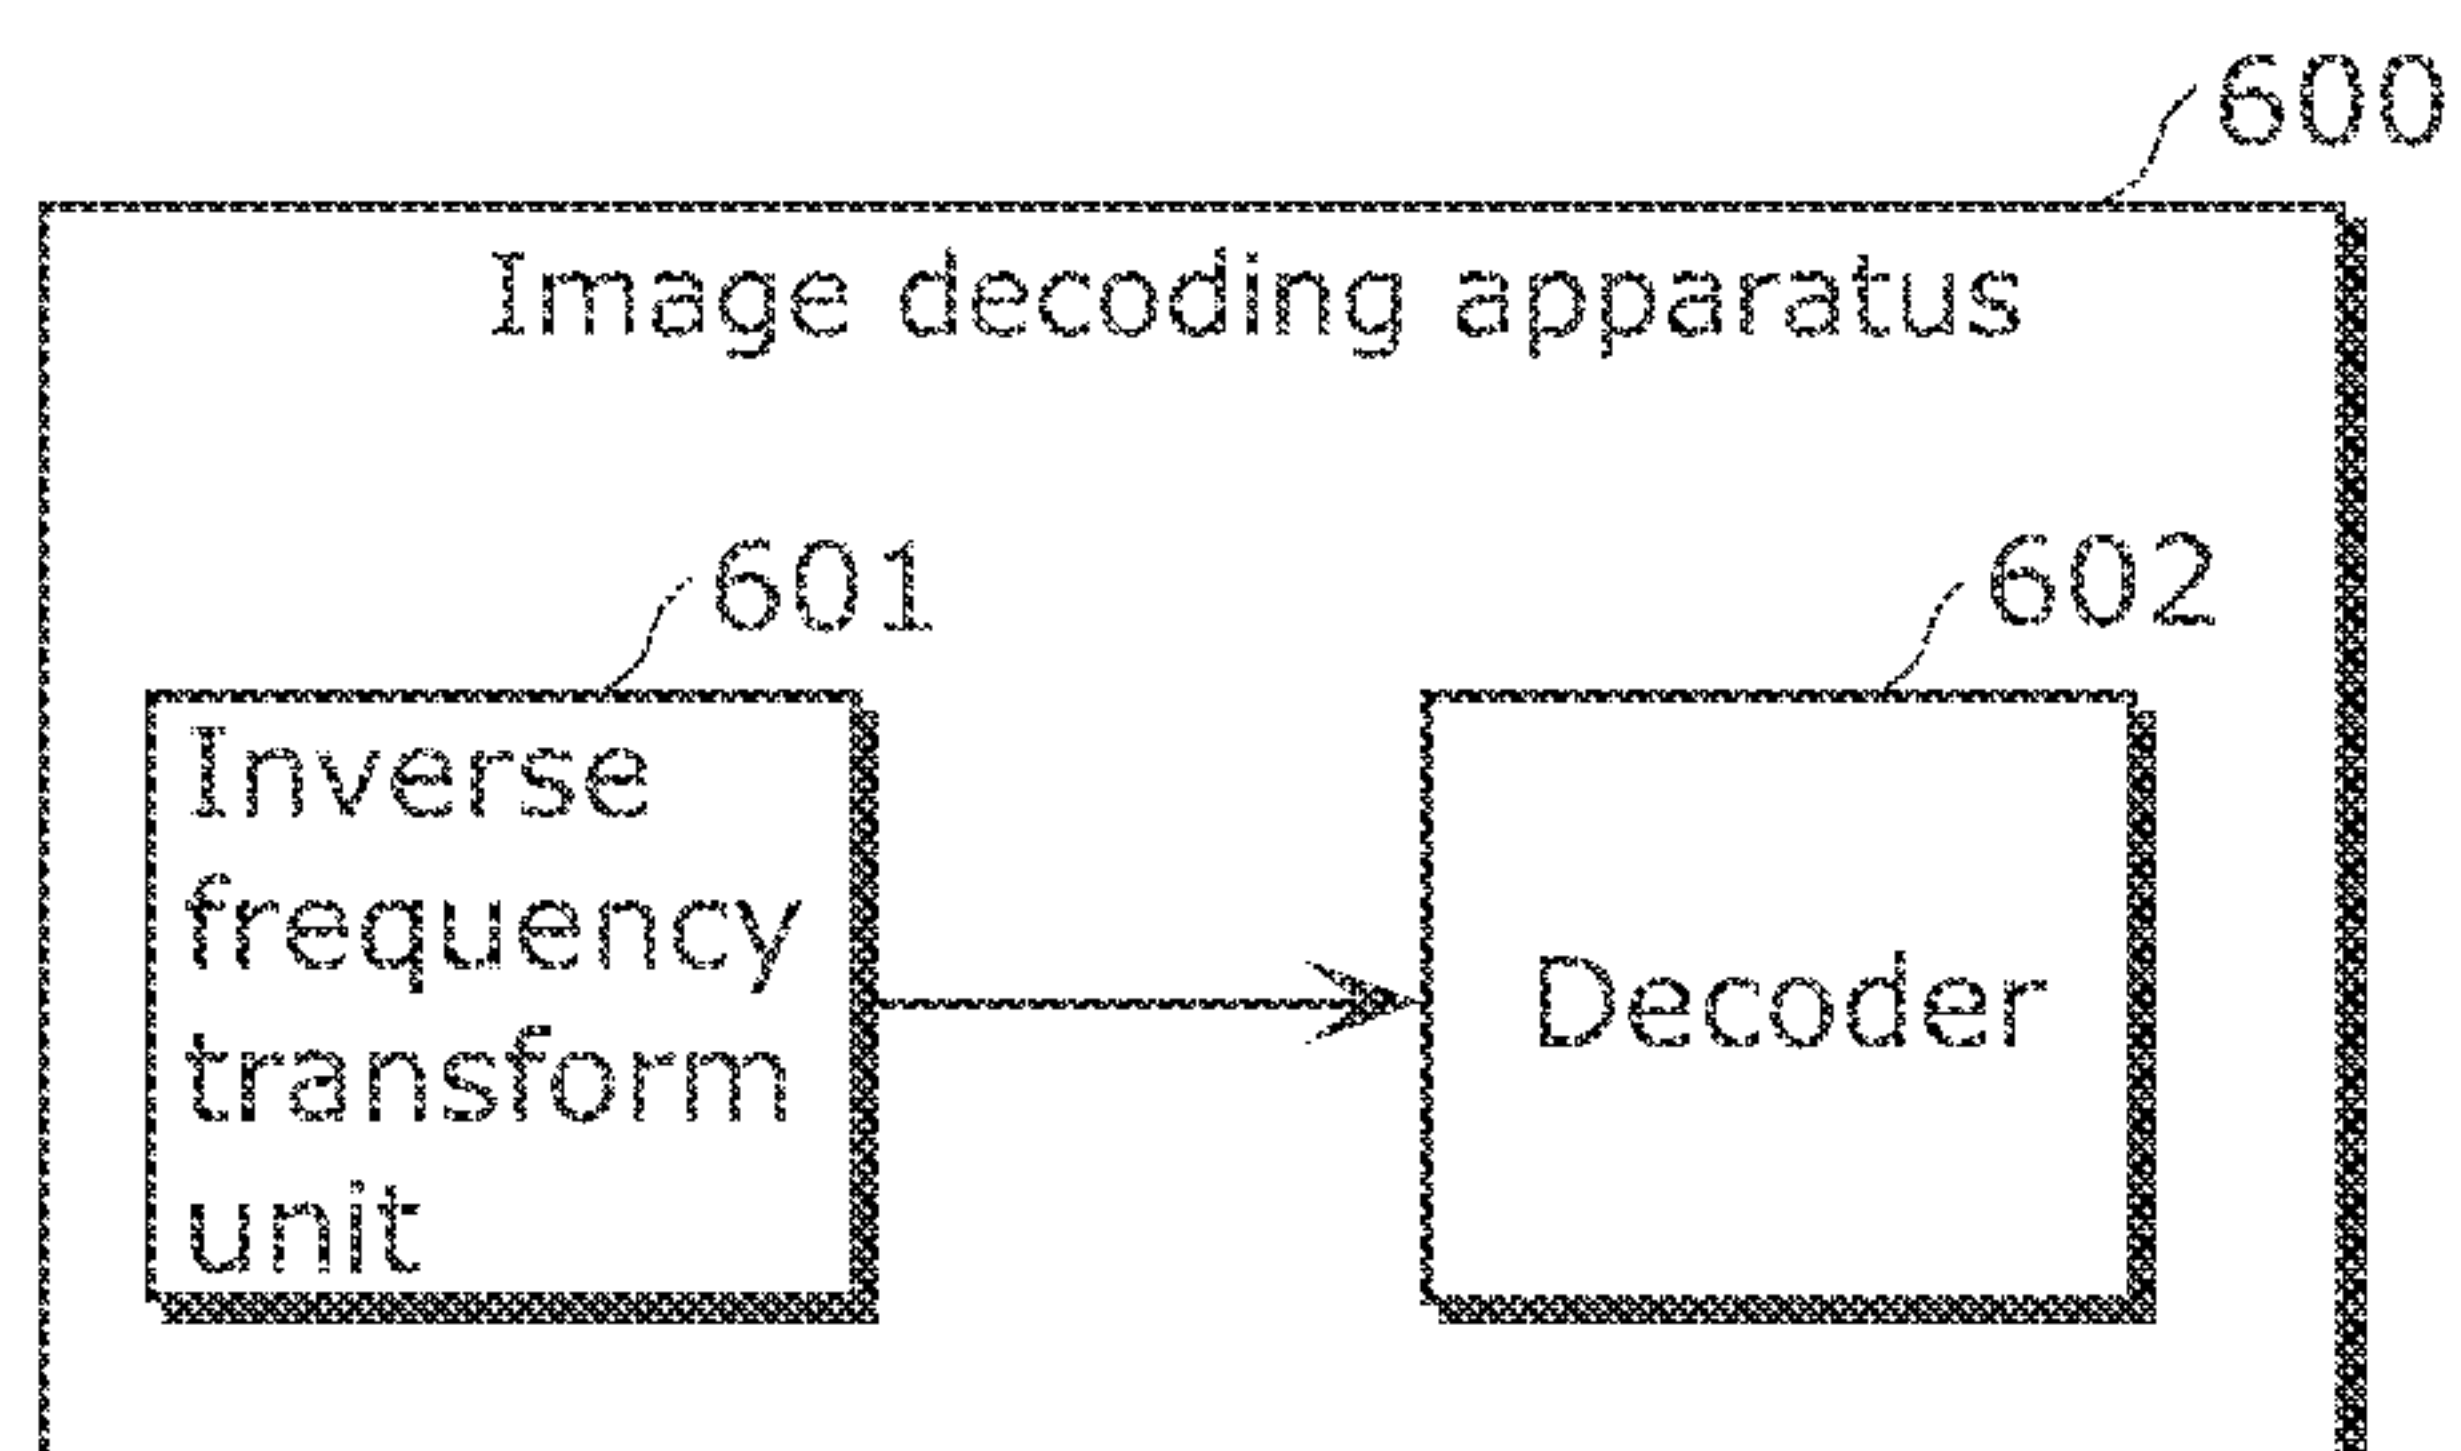 600
Image decoding apparatus
601
602
Inverse
frequency
transform
unit
Decoder